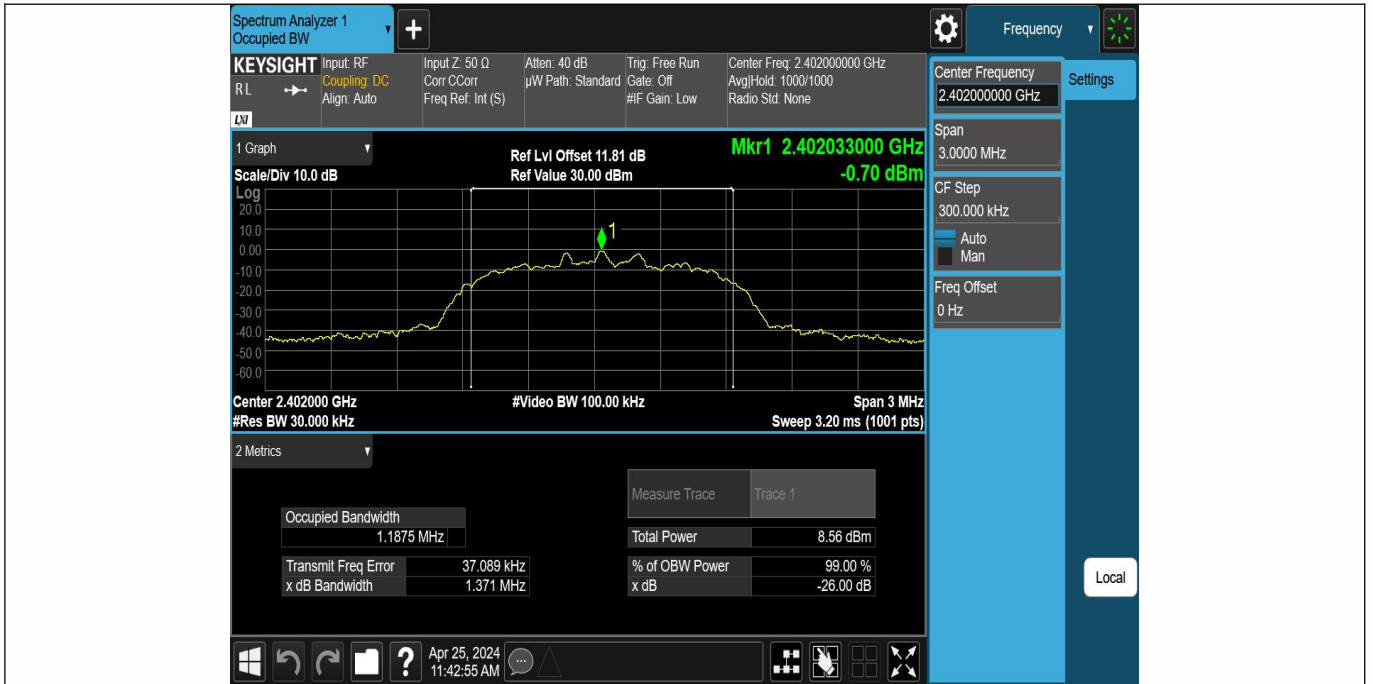 Spectrum Analyzer 1
Occupied BW
+
Frequency
KEYSIGHT
RL
LXI
Input: RF
Coupling: DC
Align: Auto
Input Z: 50 Ω
Corr CCorr
Freq Ref: Int (S)
Atten: 40 dB
µW Path: Standard
Trig: Free Run
Gate: Off
#IF Gain: Low
Center Freq: 2.402000000 GHz
Avg|Hold: 1000/1000
Radio Std: None
Center Frequency
2.402000000 GHz
Settings
Span
3.0000 MHz
CF Step
300.000 kHz
Auto
Man
Freq Offset
0 Hz
Local
1 Graph
Scale/Div 10.0 dB
Ref Lvl Offset 11.81 dB
Ref Value 30.00 dBm
Mkr1 2.402033000 GHz
-0.70 dBm
Log
20.0
10.0
0.00
-10.0
-20.0
-30.0
-40.0
-50.0
-60.0
1
Center 2.402000 GHz
#Video BW 100.00 kHz
Span 3 MHz
#Res BW 30.000 kHz
Sweep 3.20 ms (1001 pts)
2 Metrics
Measure Trace Trace 1
Occupied Bandwidth
1.1875 MHz
Total Power 8.56 dBm
Transmit Freq Error 37.089 kHz
% of OBW Power 99.00 %
x dB Bandwidth 1.371 MHz
x dB -26.00 dB
?
Apr 25, 2024
11:42:55 AM